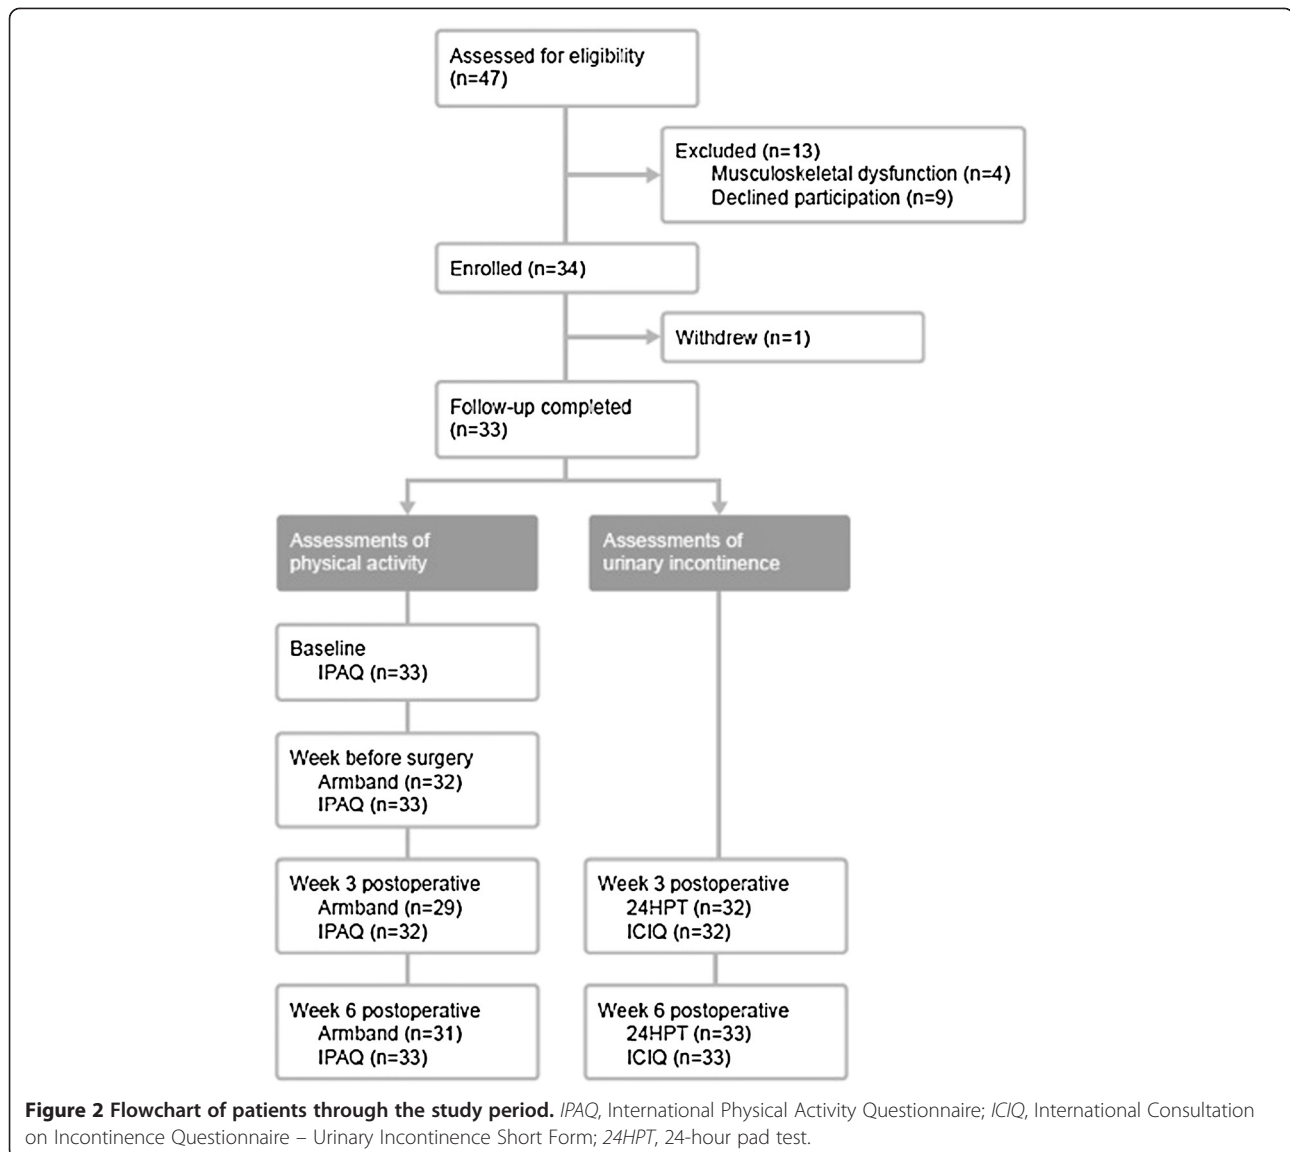 Assessed for eligibility
(n=47)
Excluded (n=13)
Musculoskeletal dysfunction (n=4)
Declined participation (n=9)
Enrolled (n=34)
Withdrew (n=1)
Follow-up completed
(n=33)
Assessments of
physical activity
Assessments of
urinary incontinence
Baseline
IPAQ (n=33)
Week before surgery
Armband (n=32)
IPAQ (n=33)
Week 3 postoperative
Armband (n=29)
IPAQ (n=32)
Week 3 postoperative
24HPT (n=32)
ICIQ (n=32)
Week 6 postoperative
Armband (n=31)
IPAQ (n=33)
Week 6 postoperative
24HPT (n=33)
ICIQ (n=33)
Figure 2 Flowchart of patients through the study period. IPAQ, International Physical Activity Questionnaire; ICIQ, International Consultation
on Incontinence Questionnaire – Urinary Incontinence Short Form; 24HPT, 24-hour pad test.